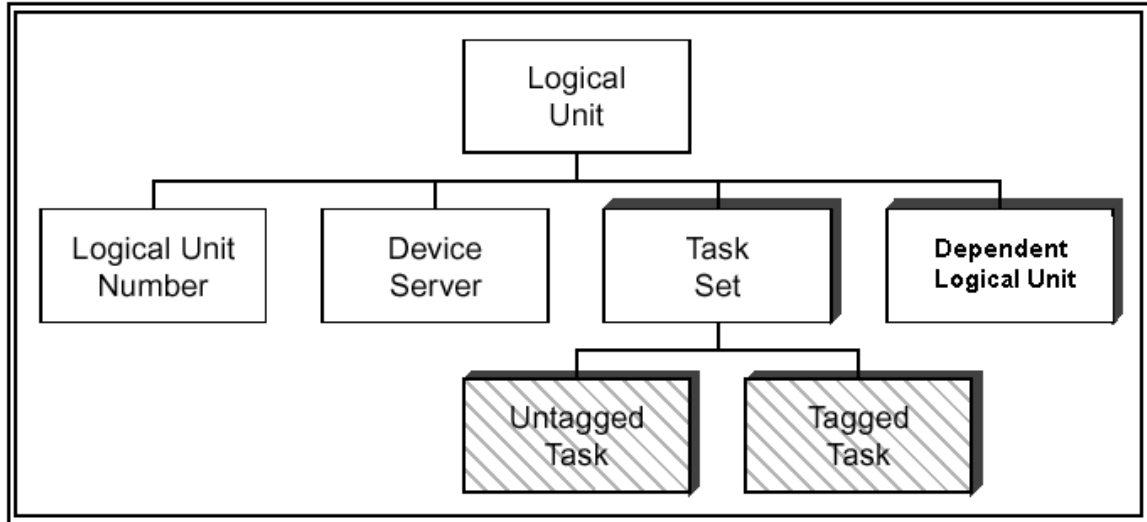 Logical
Unit
Logical Unit
Number
Device
Server
Task
Set
Dependent
Logical Unit
Untagged
Task
Tagged
Task